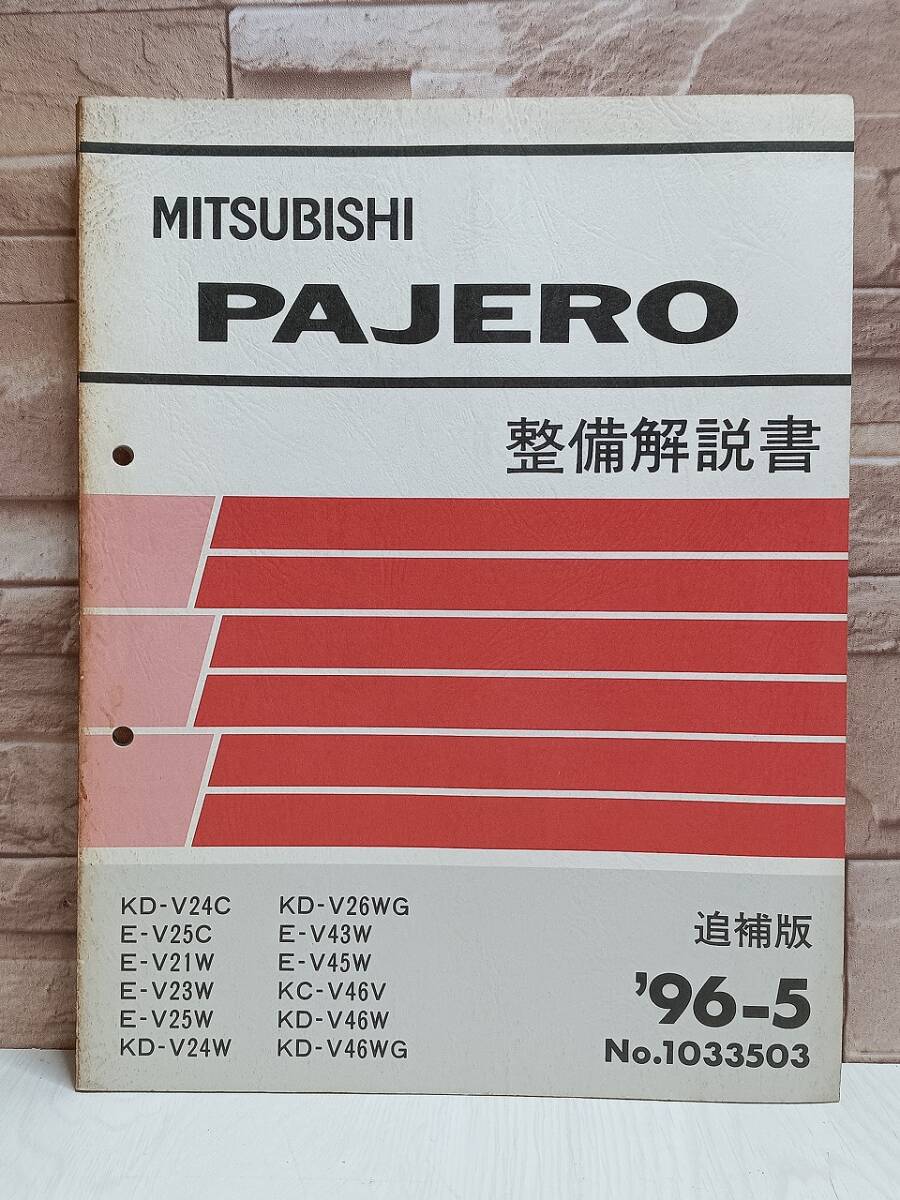 MITSUBISHI
PAJERO
整備解説書
KD-V24C
E-V25C
E-V21W
E-V23W
E-V25W
KD-V24W
KD-V26WG
E-V43W
E-V45W
KC-V46V
KD-V46W
KD-V46WG
追補版
'96-5
No.1033503